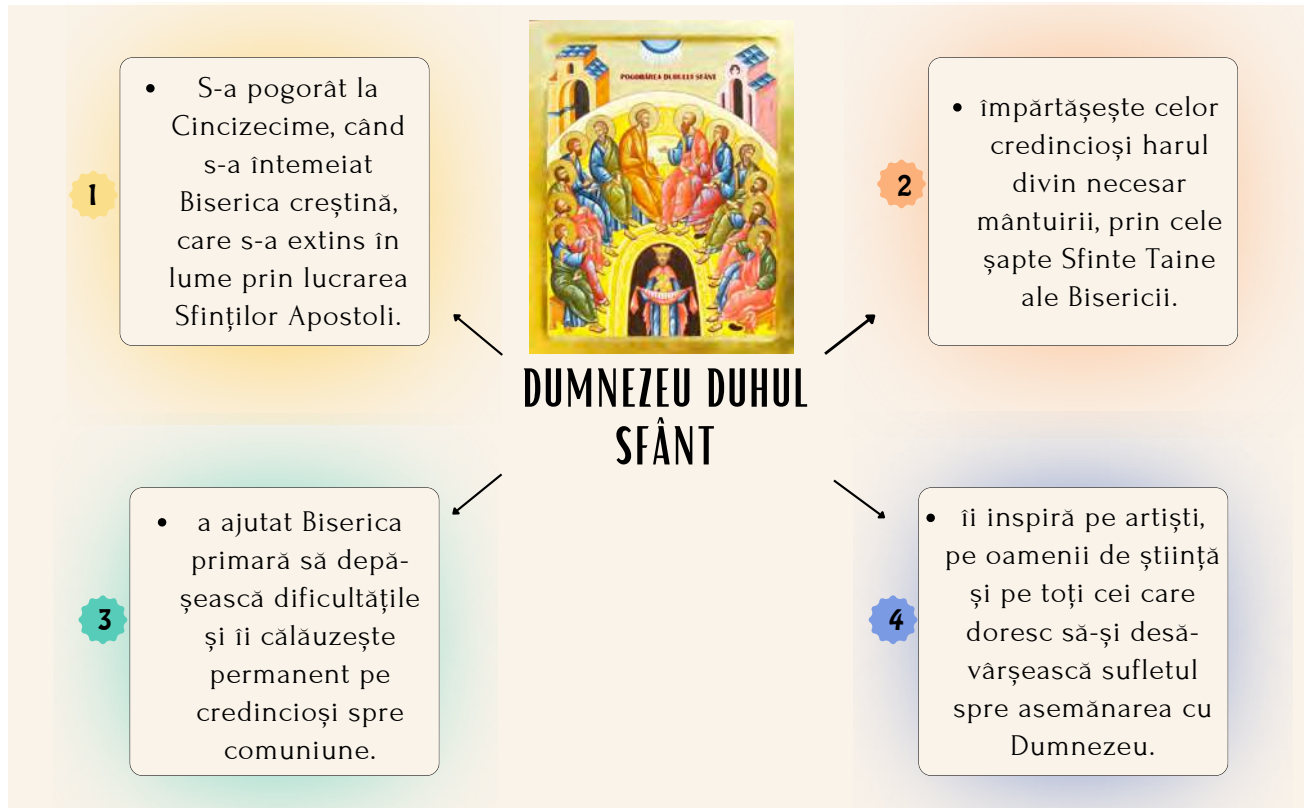 1
• S-a pogorât la
Cincizecime, când
s-a întemeiat
Biserica creștină,
care s-a extins în
lume prin lucrarea
Sfinților Apostoli.
POGORÂREA DUHULUI SFÂNT
2
• împărtășește celor
credincioși harul
divin necesar
mântuirii, prin cele
șapte Sfinte Taine
ale Bisericii.
DUMNEZEU DUHUL
SFÂNT
3
• a ajutat Biserica
primară să depă-
șească dificultățile
și îi călăuzește
permanent pe
credincioși spre
comuniune.
4
• îi inspiră pe artiști,
pe oamenii de știință
și pe toți cei care
doresc să-și desă-
vârșească sufletul
spre asemănarea cu
Dumnezeu.